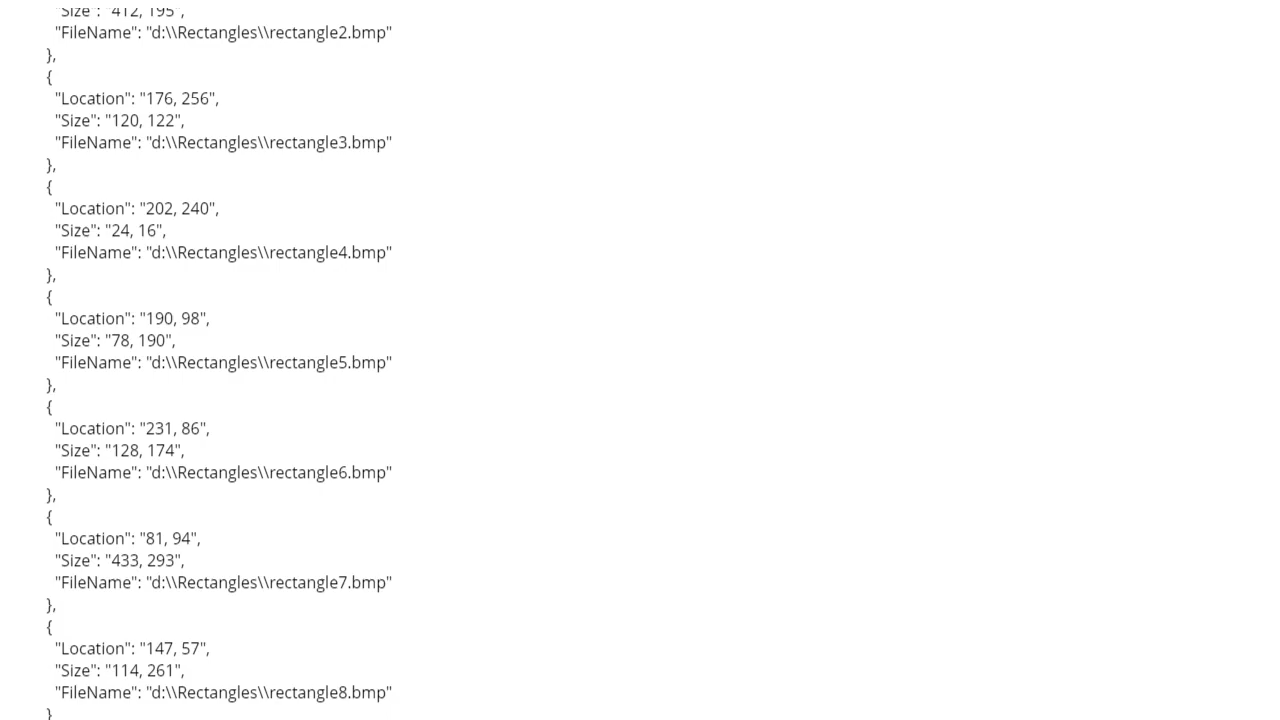 "Size": "412, 195",
"FileName": "d:\\Rectangles\\rectangle2.bmp"
},
{
"Location": "176, 256",
"Size": "120, 122",
"FileName": "d:\\Rectangles\\rectangle3.bmp"
},
{
"Location": "202, 240",
"Size": "24, 16",
"FileName": "d:\\Rectangles\\rectangle4.bmp"
},
{
"Location": "190, 98",
"Size": "78, 190",
"FileName": "d:\\Rectangles\\rectangle5.bmp"
},
{
"Location": "231, 86",
"Size": "128, 174",
"FileName": "d:\\Rectangles\\rectangle6.bmp"
},
{
"Location": "81, 94",
"Size": "433, 293",
"FileName": "d:\\Rectangles\\rectangle7.bmp"
},
{
"Location": "147, 57",
"Size": "114, 261",
"FileName": "d:\\Rectangles\\rectangle8.bmp"
}